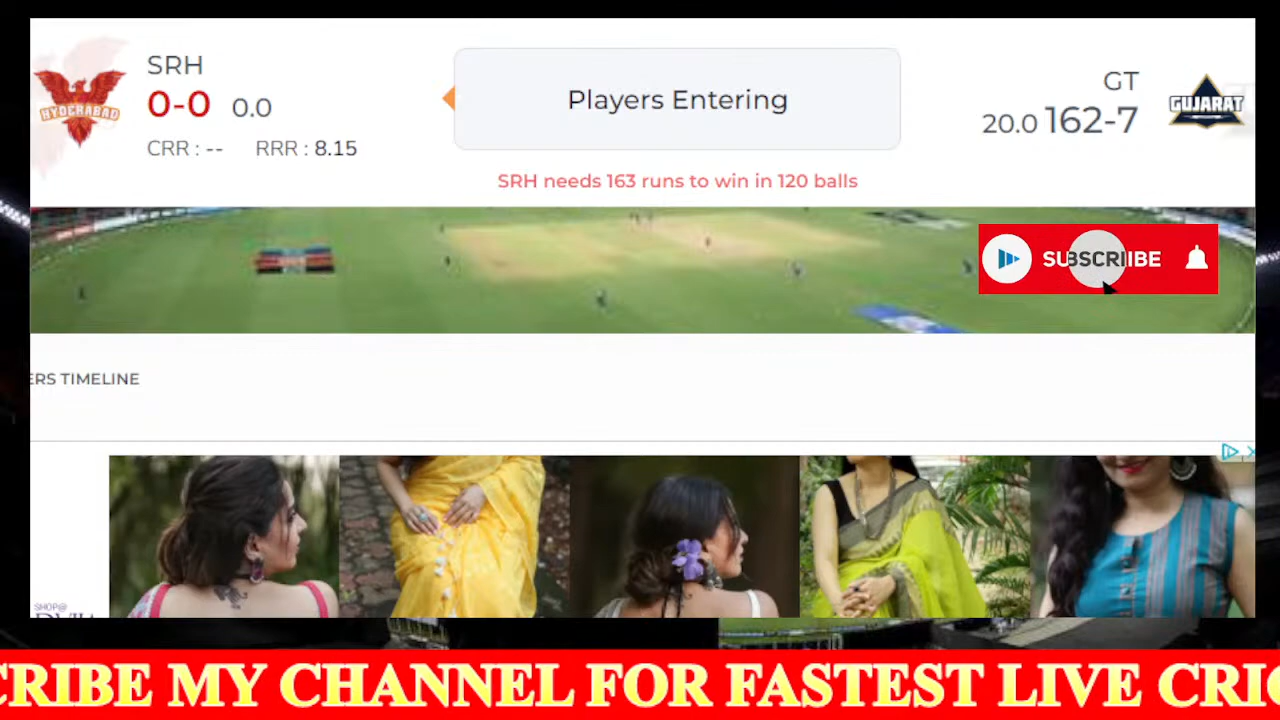 SRH
0-0 0.0
CRR : -- RRR : 8.15
HYDERABAD
Players Entering
SRH needs 163 runs to win in 120 balls
GT
20.0 162-7
GUJARAT
SUBSCRIBE
ERS TIMELINE
SHOP@
CRIBE MY CHANNEL FOR FASTEST LIVE CRIC